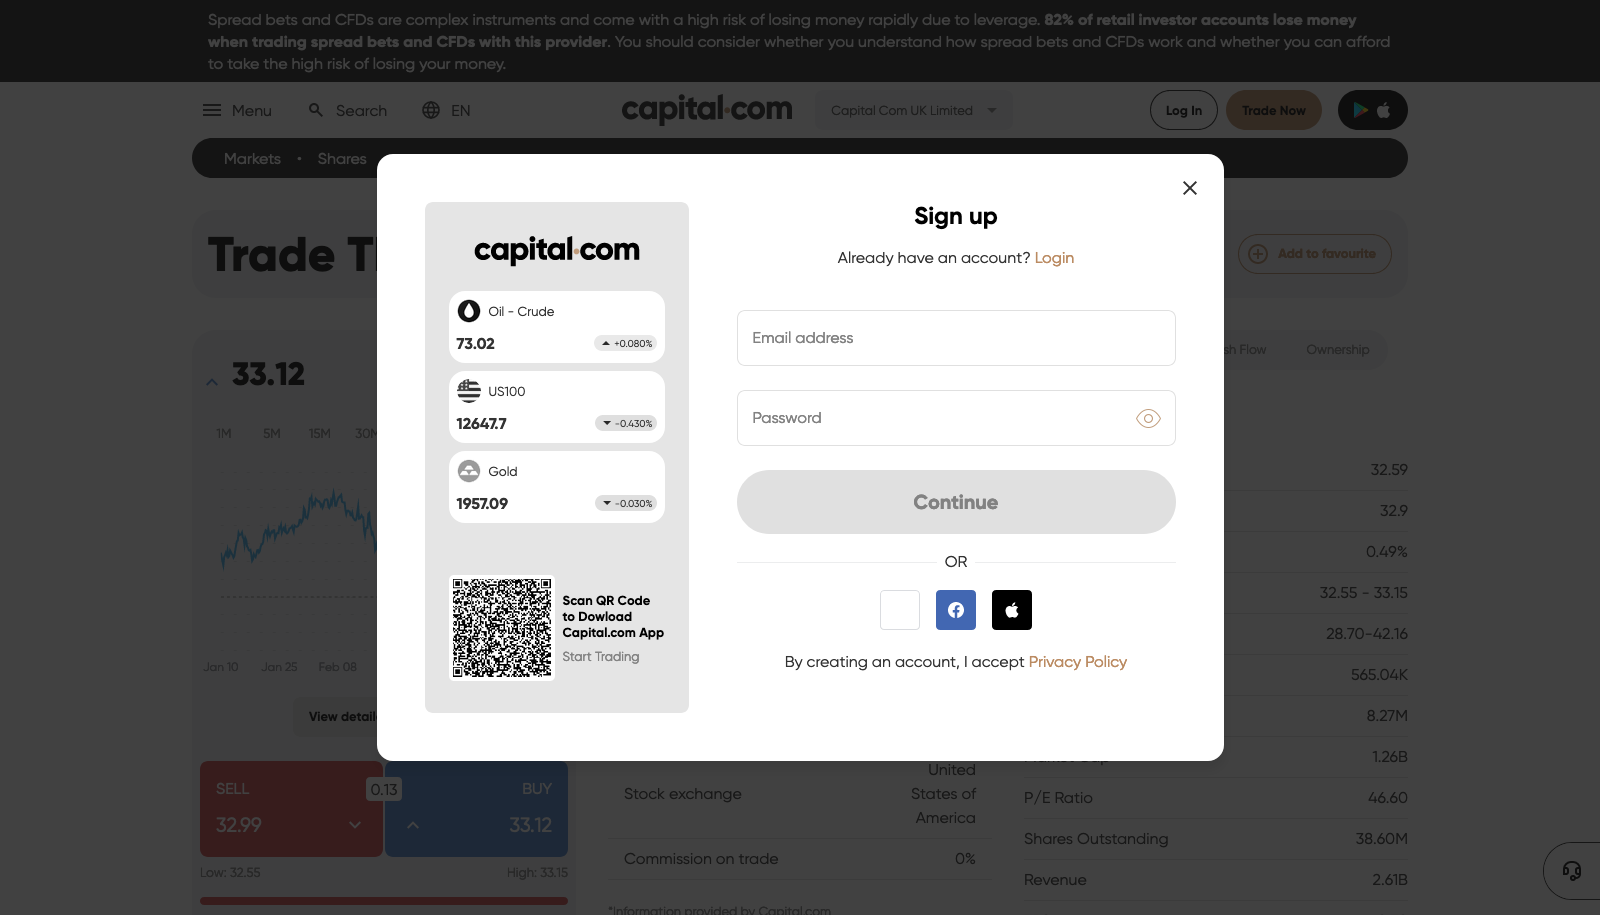 Spread bets and CFDs are complex instruments and come with a high risk of losing money rapidly due to leverage. 82% of retail investor accounts lose money
when trading spread bets and CFDs with this provider. You should consider whether you understand how spread bets and CFDs work and whether you can afford
to take the high risk of losing your money.
Menu
Search
EN
capital.com
Capital Com UK Limited
Log In
Trade Now
Markets • Shares
Trade
Add to favourite
33.12
1M 5M 15M 30M
Jan 10 Jan 25 Feb 08
View
SELL
32.99
0.13
BUY
33.12
Low: 32.55
High: 33.15
capital.com
Oil - Crude
73.02
+0.080%
US100
12647.7
-0.430%
Gold
1957.09
-0.030%
Scan QR Code
to Dowload
Capital.com App
Start Trading
Sign up
Already have an account? Login
Email address
Password
Continue
OR
By creating an account, I accept Privacy Policy
Flow
Ownership
32.59
32.9
0.49%
32.55 - 33.15
28.70-42.16
565.04K
8.27M
1.26B
P/E Ratio 46.60
Shares Outstanding 38.60M
Revenue 2.61B
Stock exchange
United
States of
America
Commission on trade 0%
*Information provided by Capital.com